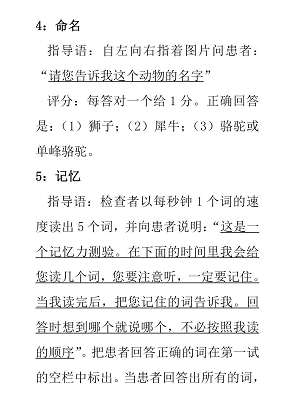 4：命名
指导语：自左向右指着图片问患者：
“请您告诉我这个动物的名字”
评分：每答对一个给 1 分。正确回答
是：（1）狮子；（2）犀牛；（3）骆驼或
单峰骆驼。
5：记忆
指导语：检查者以每秒钟 1 个词的速
度读出 5 个词，并向患者说明：“这是一
个记忆力测验。在下面的时间里我会给
您读几个词，您要注意听，一定要记住。
当我读完后，把您记住的词告诉我。回
答时想到哪个就说哪个，不必按照我读
的顺序”。把患者回答正确的词在第一试
的空栏中标出。当患者回答出所有的词，